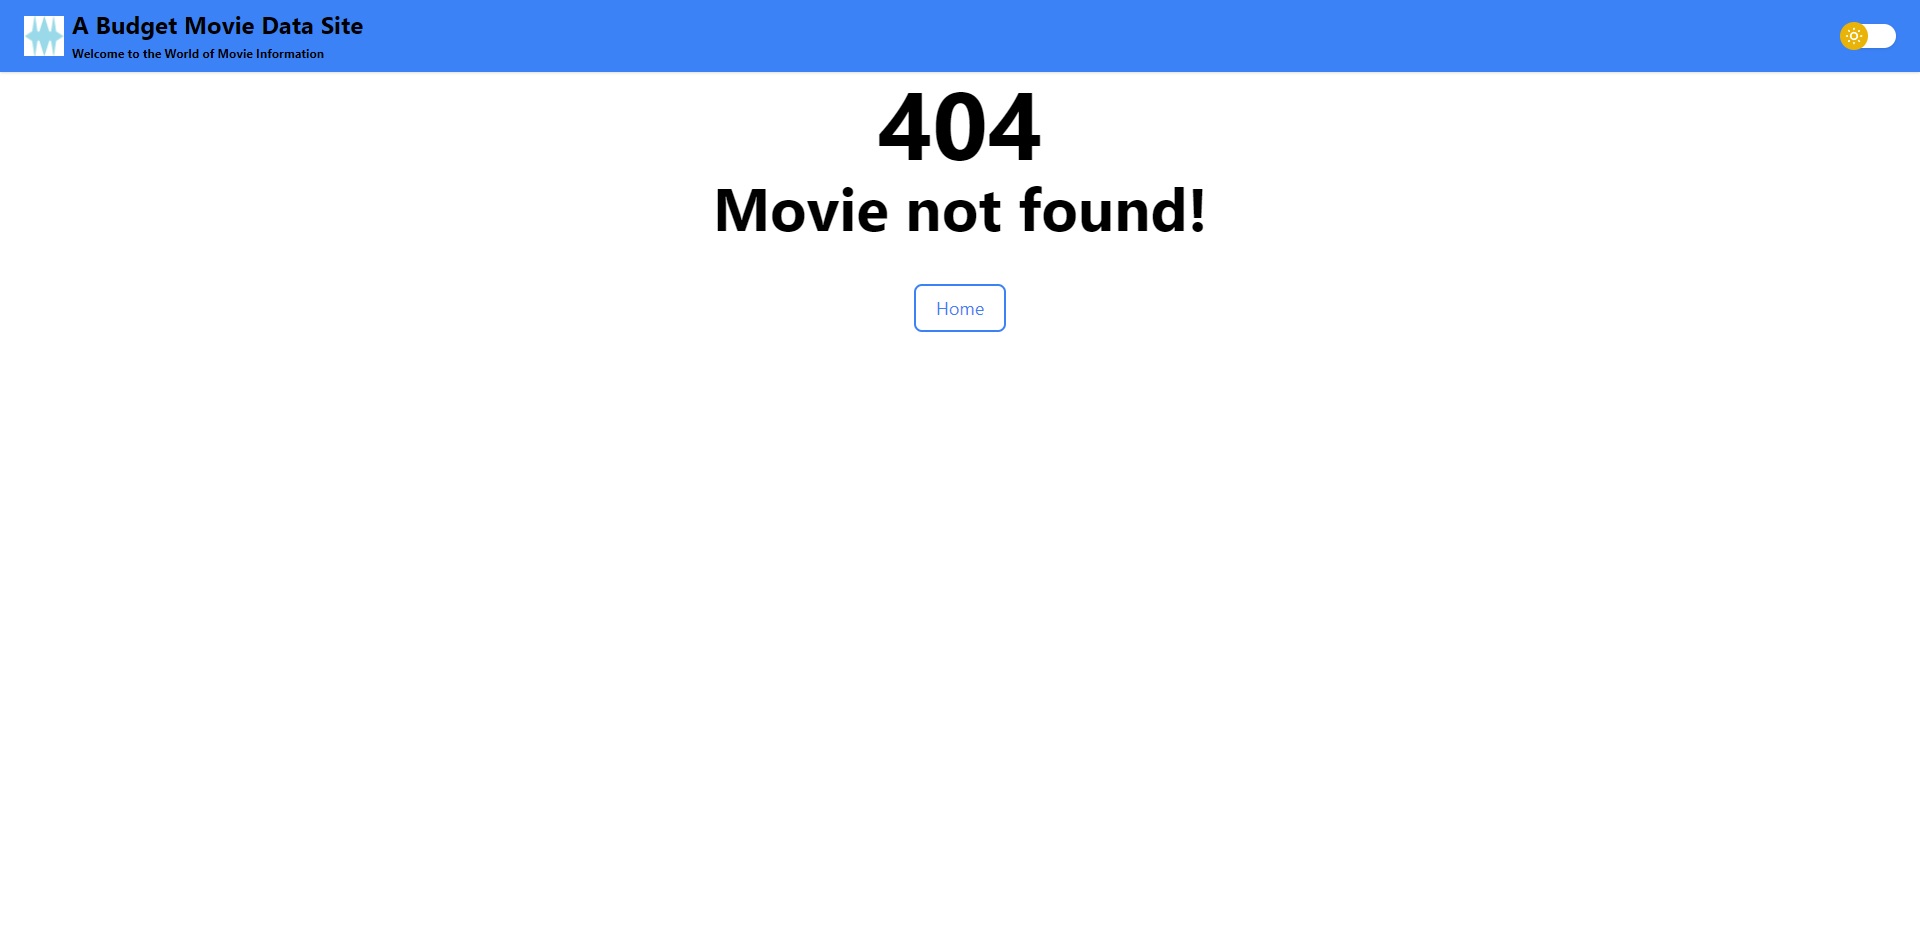 A Budget Movie Data Site
Welcome to the World of Movie Information
404
Movie not found!
Home